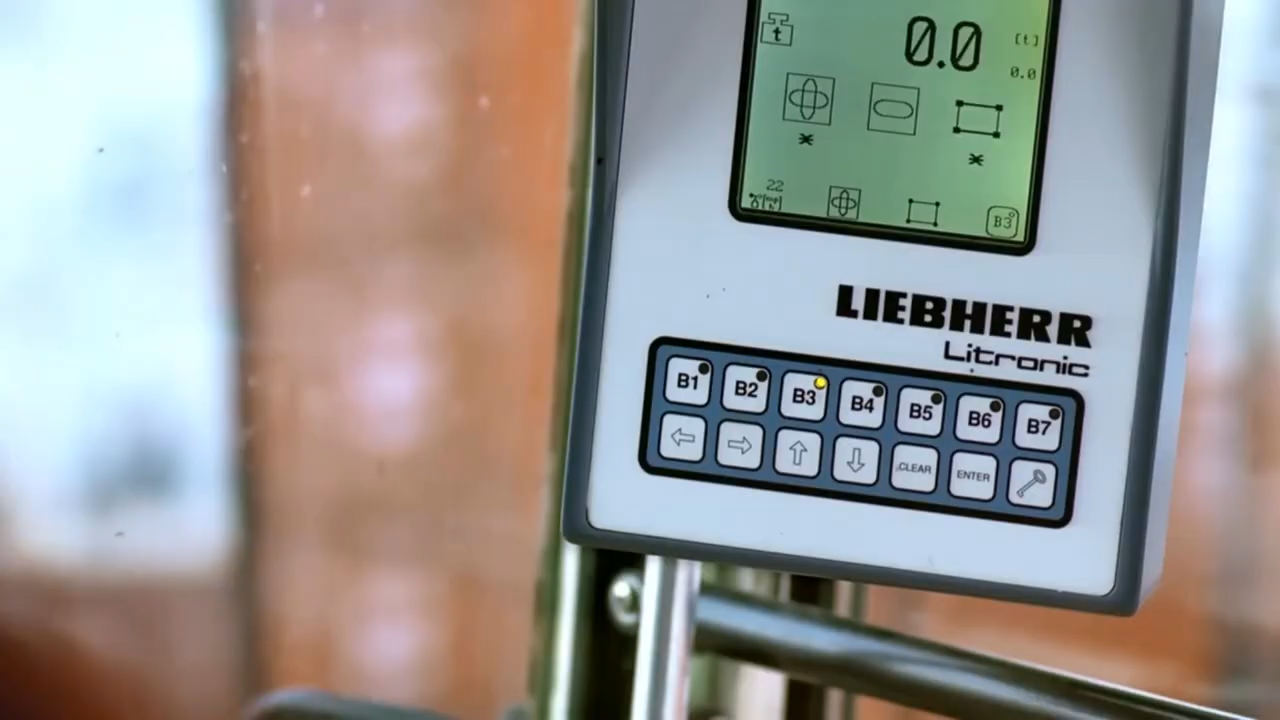 t
0.0
[t]
0.0
22
B3
LIEBHERR
Litronic
B1 B2 B3 B4 B5 B6 B7
CLEAR ENTER